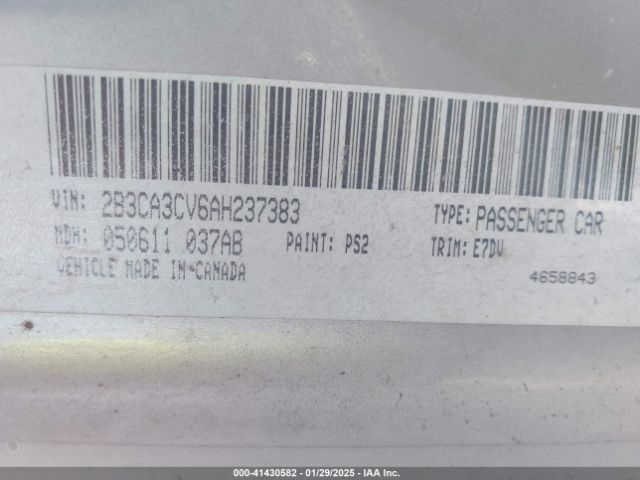 VIN: 2B3CA3CV6AH237383 TYPE: PASSENGER CAR
MDH: 050611 037AB PAINT: PS2 TRIM: E7DV
VEHICLE MADE IN CANADA 4658843
000-41430582 - 01/29/2025 - IAA Inc.